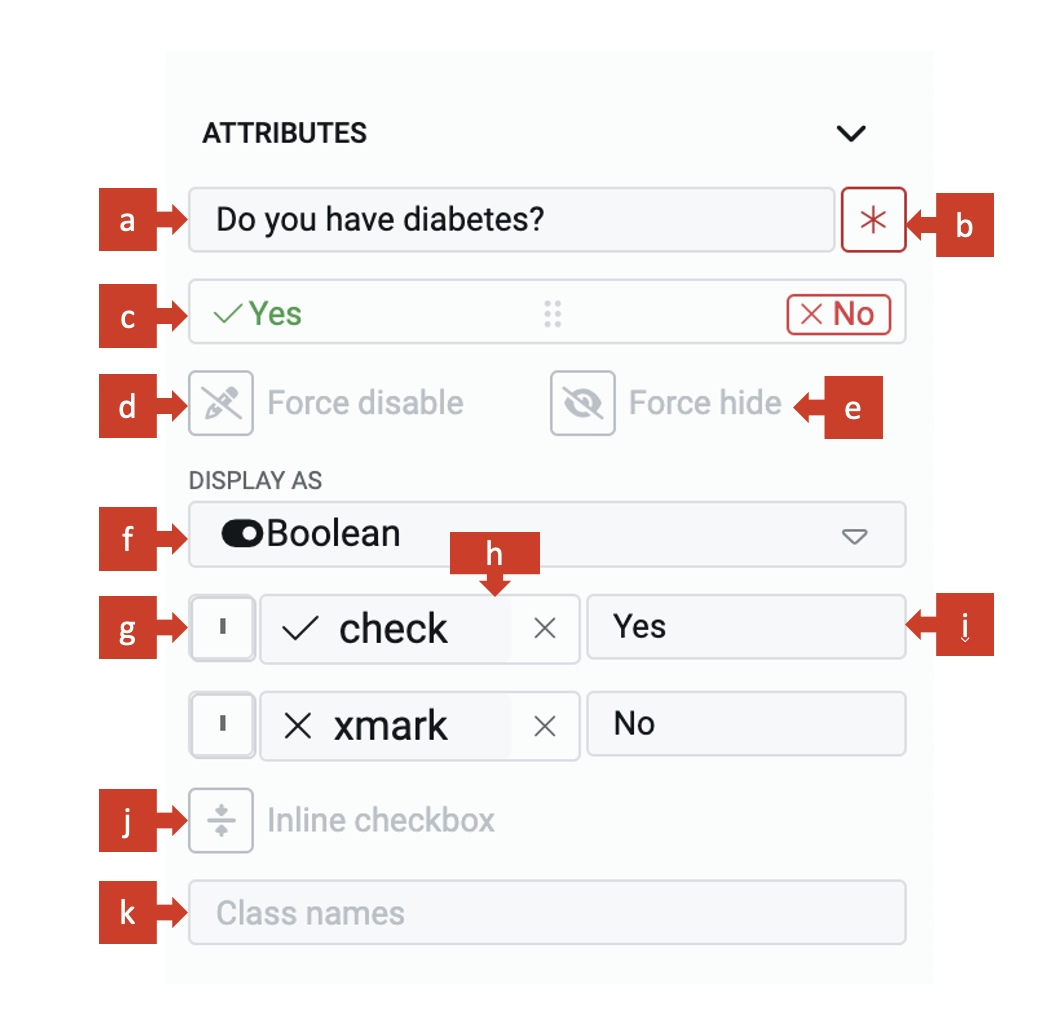 ATTRIBUTES
a Do you have diabetes? * b
c Yes No
d Force disable Force hide e
DISPLAY AS
f Boolean
h
g check Yes i
xmark No
j Inline checkbox
k Class names